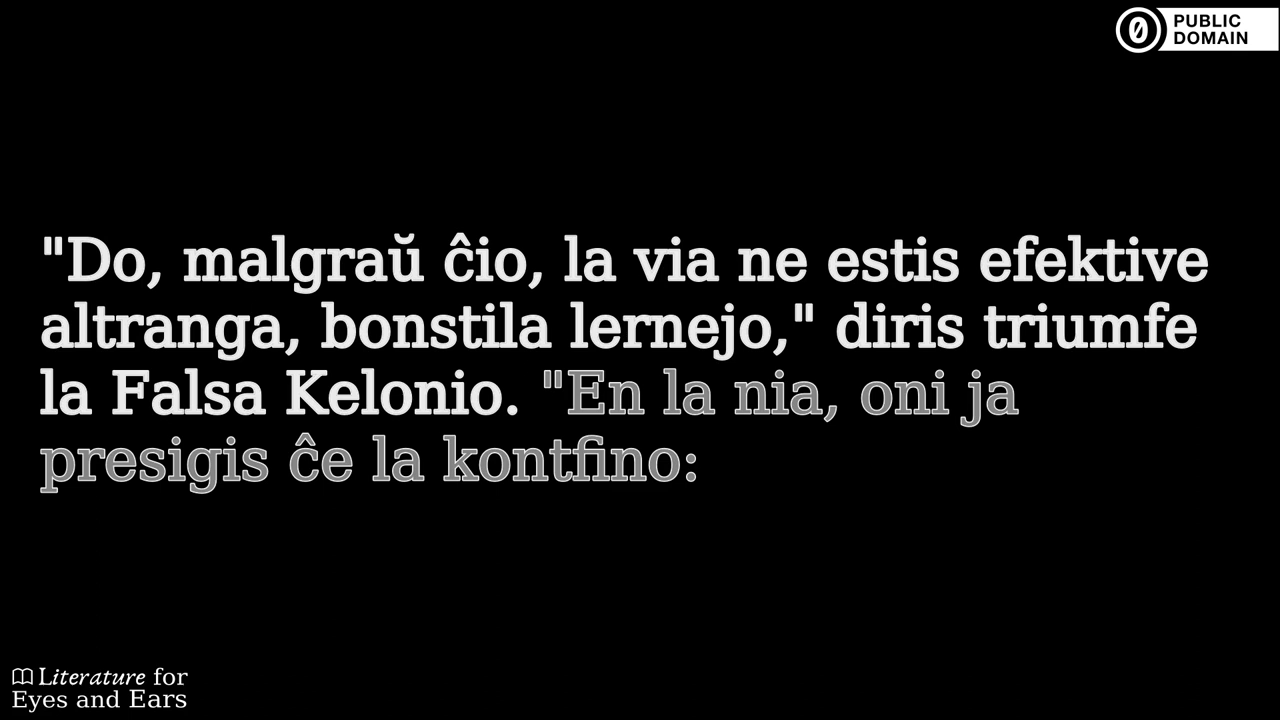 PUBLIC
DOMAIN
"Do, malgraŭ ĉio, la via ne estis efektive
altranga, bonstila lernejo," diris triumfe
la Falsa Kelonio. "En la nia, oni ja
presigis ĉe la kontfino:
Literature for
Eyes and Ears